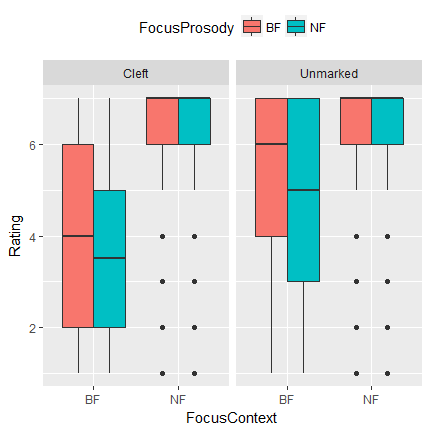 FocusProsody BF NF
Cleft Unmarked
Rating
6
4
2
BF NF BF NF
FocusContext